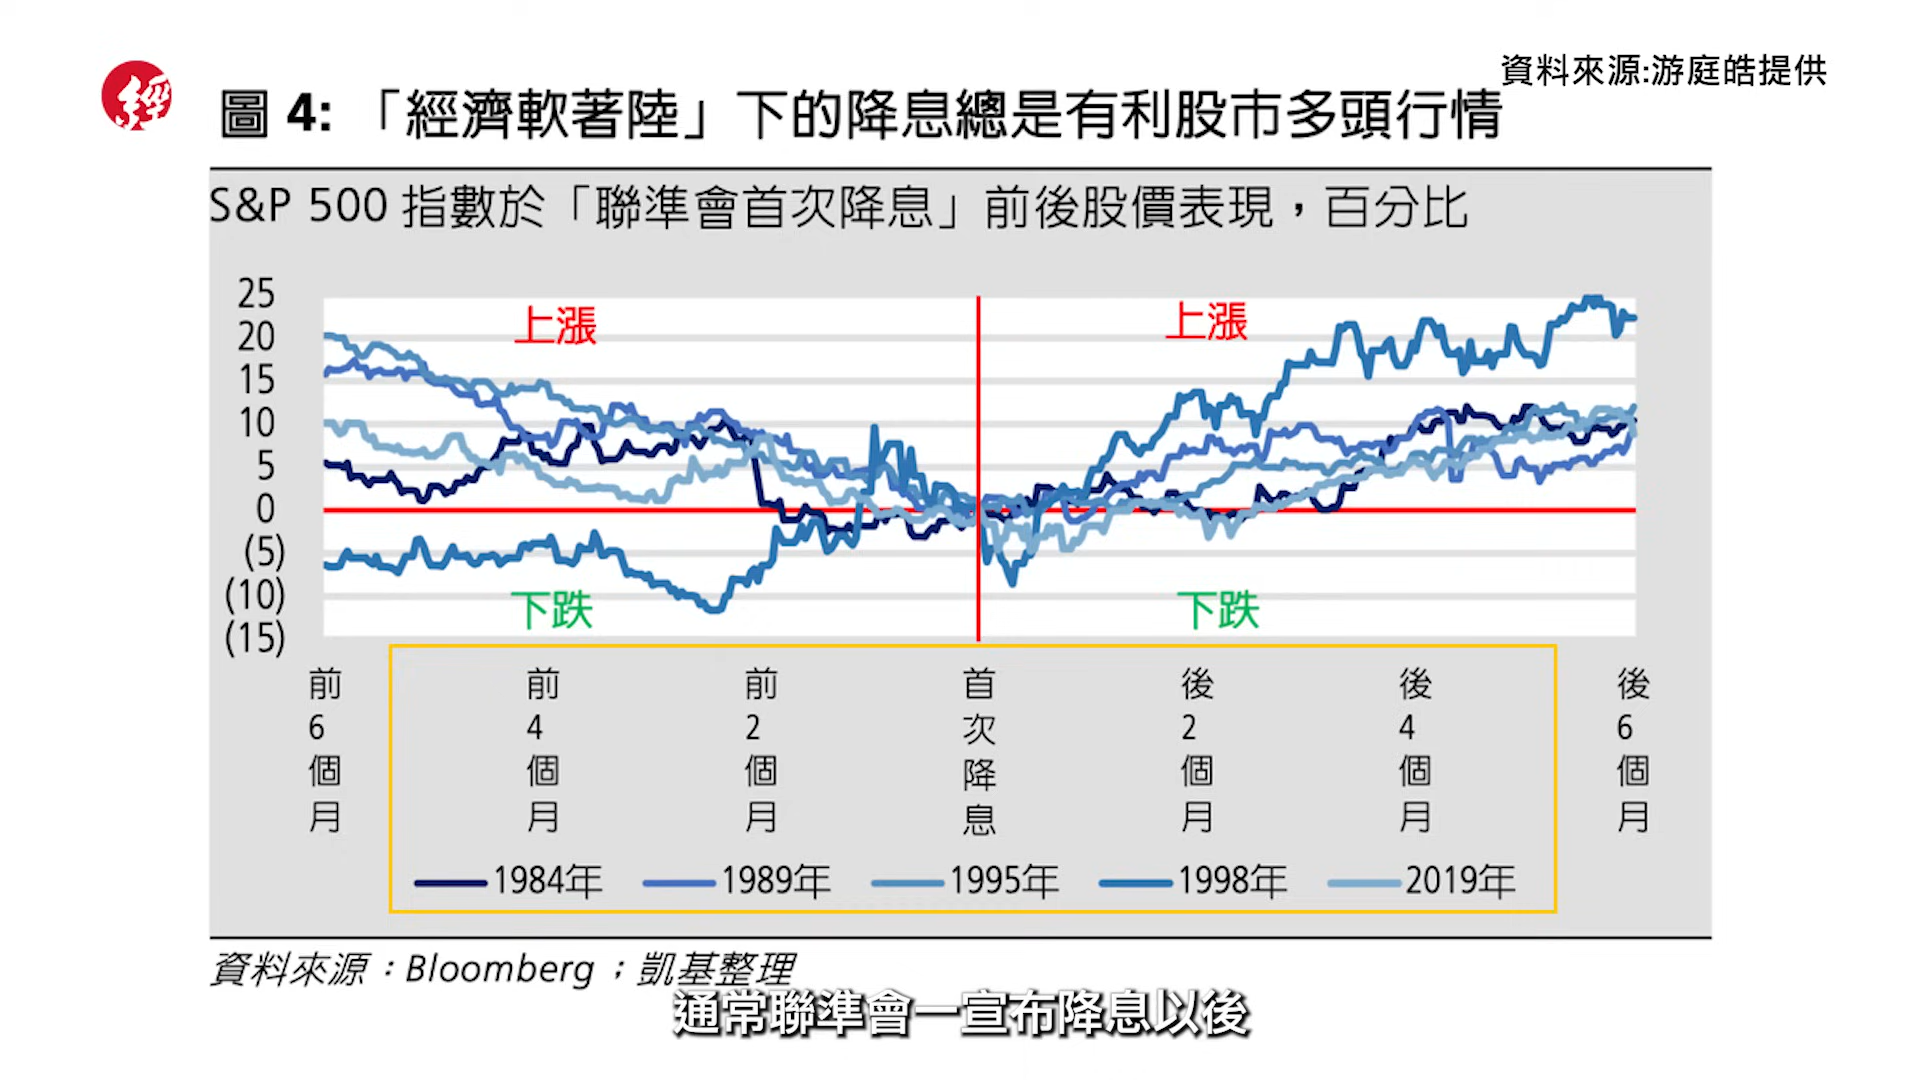 經
資料來源:游庭皓提供
圖 4: 「經濟軟著陸」下的降息總是有利股市多頭行情
S&P 500 指數於「聯準會首次降息」前後股價表現，百分比
25
20
15
10
5
0
(5)
(10)
(15)
上漲
上漲
下跌
下跌
前6個月
前4個月
前2個月
首次降息
後2個月
後4個月
後6個月
1984年 1989年 1995年 1998年 2019年
資料來源：Bloomberg；凱基整理
通常聯準會一宣布降息以後